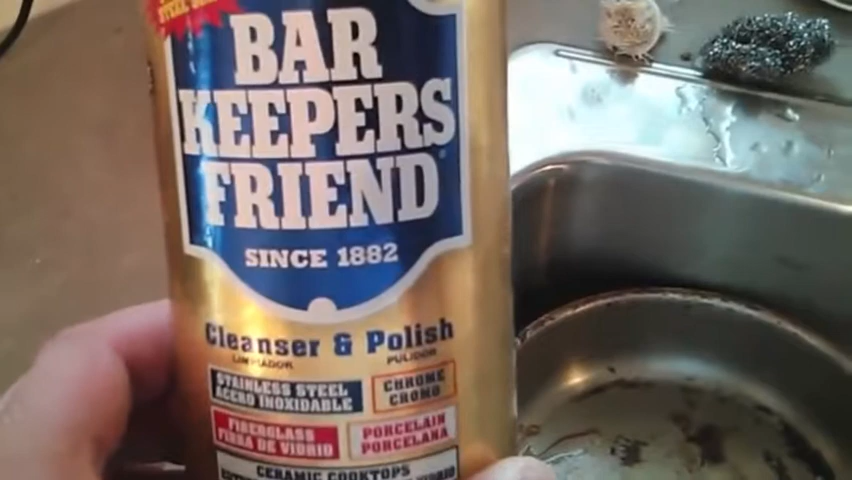 BAR
KEEPERS
FRIEND
SINCE 1882
Cleanser & Polish
LIMPIADOR PULIDOR
STAINLESS STEEL
ACERO INOXIDABLE
CHROME
CROMO
FIBERGLASS
FIBRA DE VIDRIO
PORCELAIN
PORCELANA
CERAMIC COOKTOPS